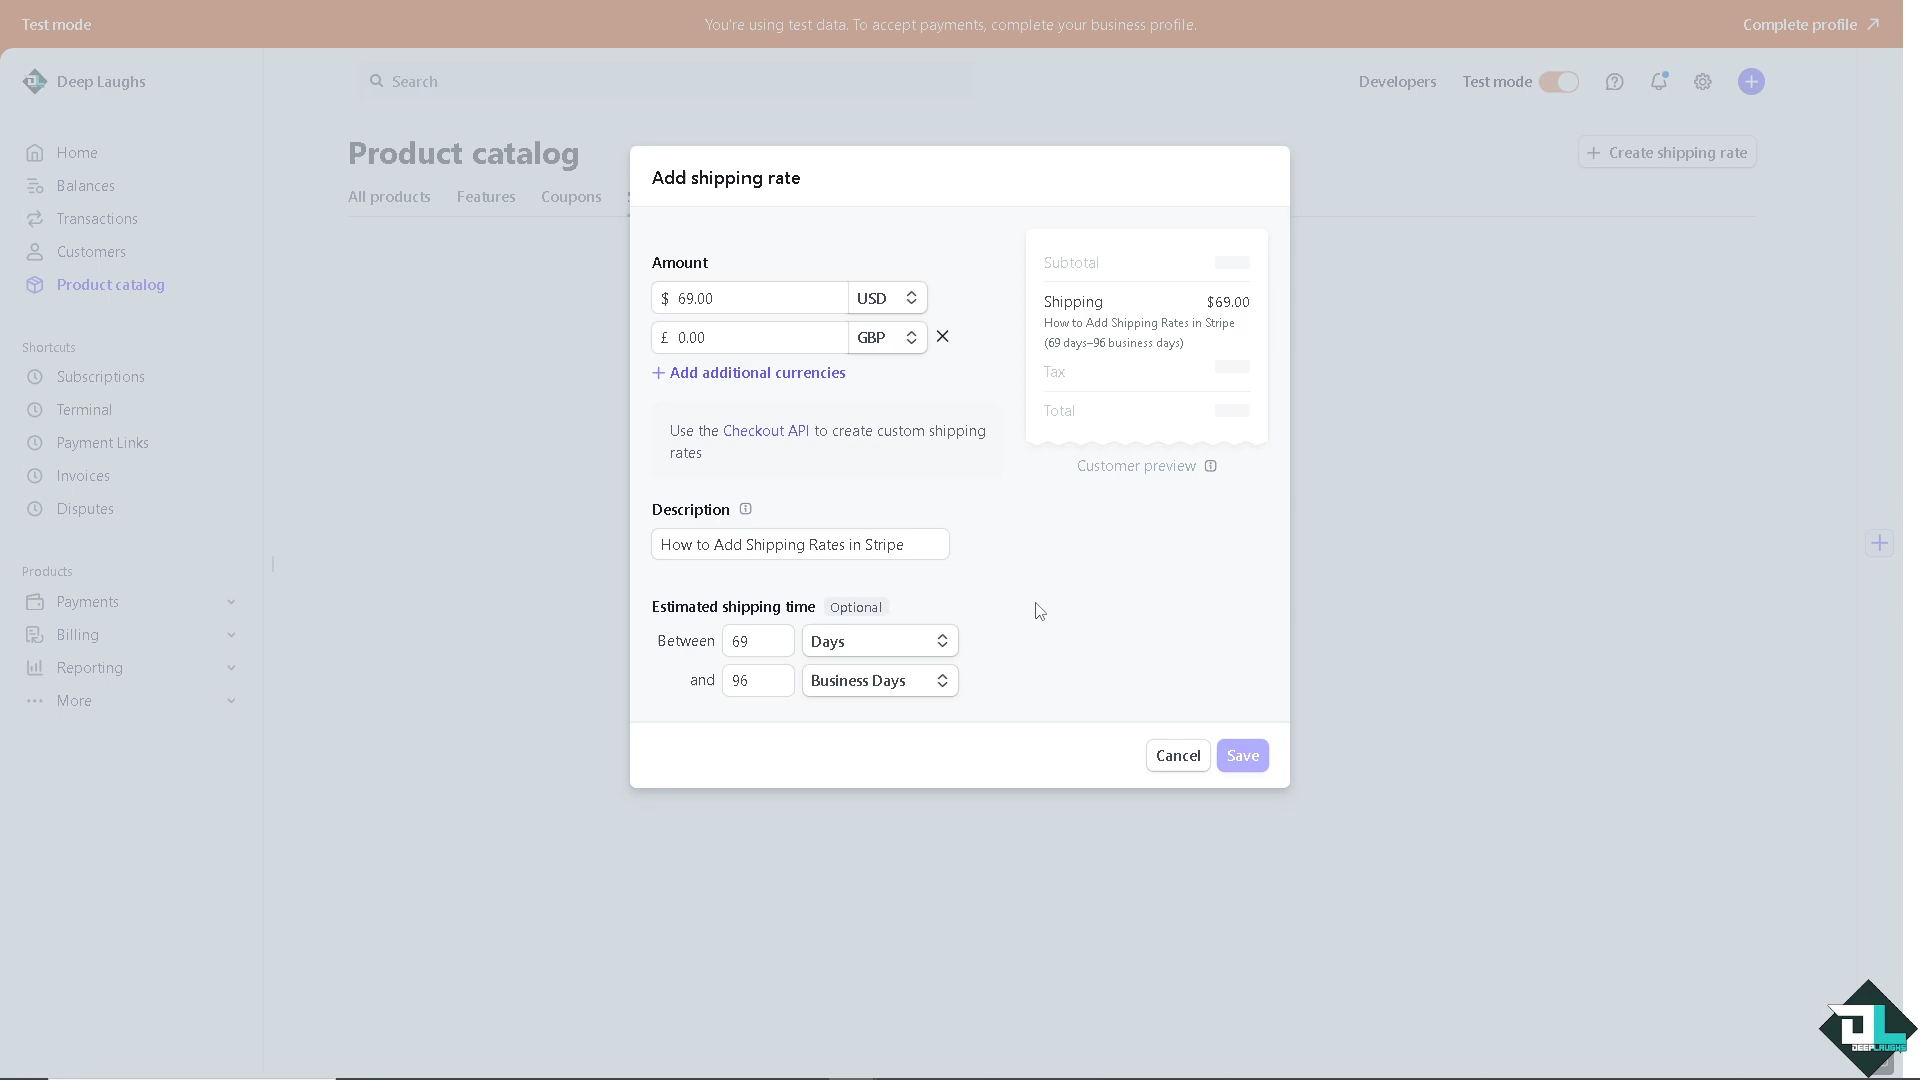 Test mode
You're using test data. To accept payments, complete your business profile.
Complete profile
Deep Laughs
Search
Developers
Test mode
Home
Balances
Transactions
Customers
Product catalog
Shortcuts
Subscriptions
Terminal
Payment Links
Invoices
Disputes
Products
Payments
Billing
Reporting
More
Product catalog
Create shipping rate
All products
Features
Coupons
Add shipping rate
Amount
$ 69.00
USD
£ 0.00
GBP
Add additional currencies
Use the Checkout API to create custom shipping
rates
Description
How to Add Shipping Rates in Stripe
Estimated shipping time
Optional
Between
69
Days
and
96
Business Days
Subtotal
Shipping
$69.00
How to Add Shipping Rates in Stripe
(69 days–96 business days)
Tax
Total
Customer preview
Cancel
Save
DL
DEEPLAUGHS